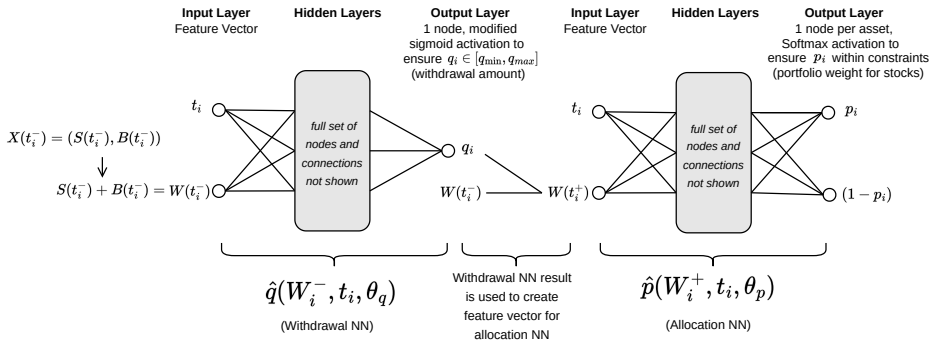 Input Layer
Feature Vector
Hidden Layers
Output Layer
1 node, modified
sigmoid activation to
ensure q_i ∈ [q_min, q_max]
(withdrawal amount)
Input Layer
Feature Vector
Hidden Layers
Output Layer
1 node per asset,
Softmax activation to
ensure p_i within constraints
(portfolio weight for stocks)
t_i
X(t_i^-) = (S(t_i^-), B(t_i^-))
S(t_i^-) + B(t_i^-) = W(t_i^-)
full set of
nodes and
connections
not shown
q_i
W(t_i^-)
W(t_i^+)
t_i
full set of
nodes and
connections
not shown
p_i
(1 − p_i)
q̂(W_i^-, t_i, θ_q)
(Withdrawal NN)
Withdrawal NN result
is used to create
feature vector for
allocation NN
p̂(W_i^+, t_i, θ_p)
(Allocation NN)